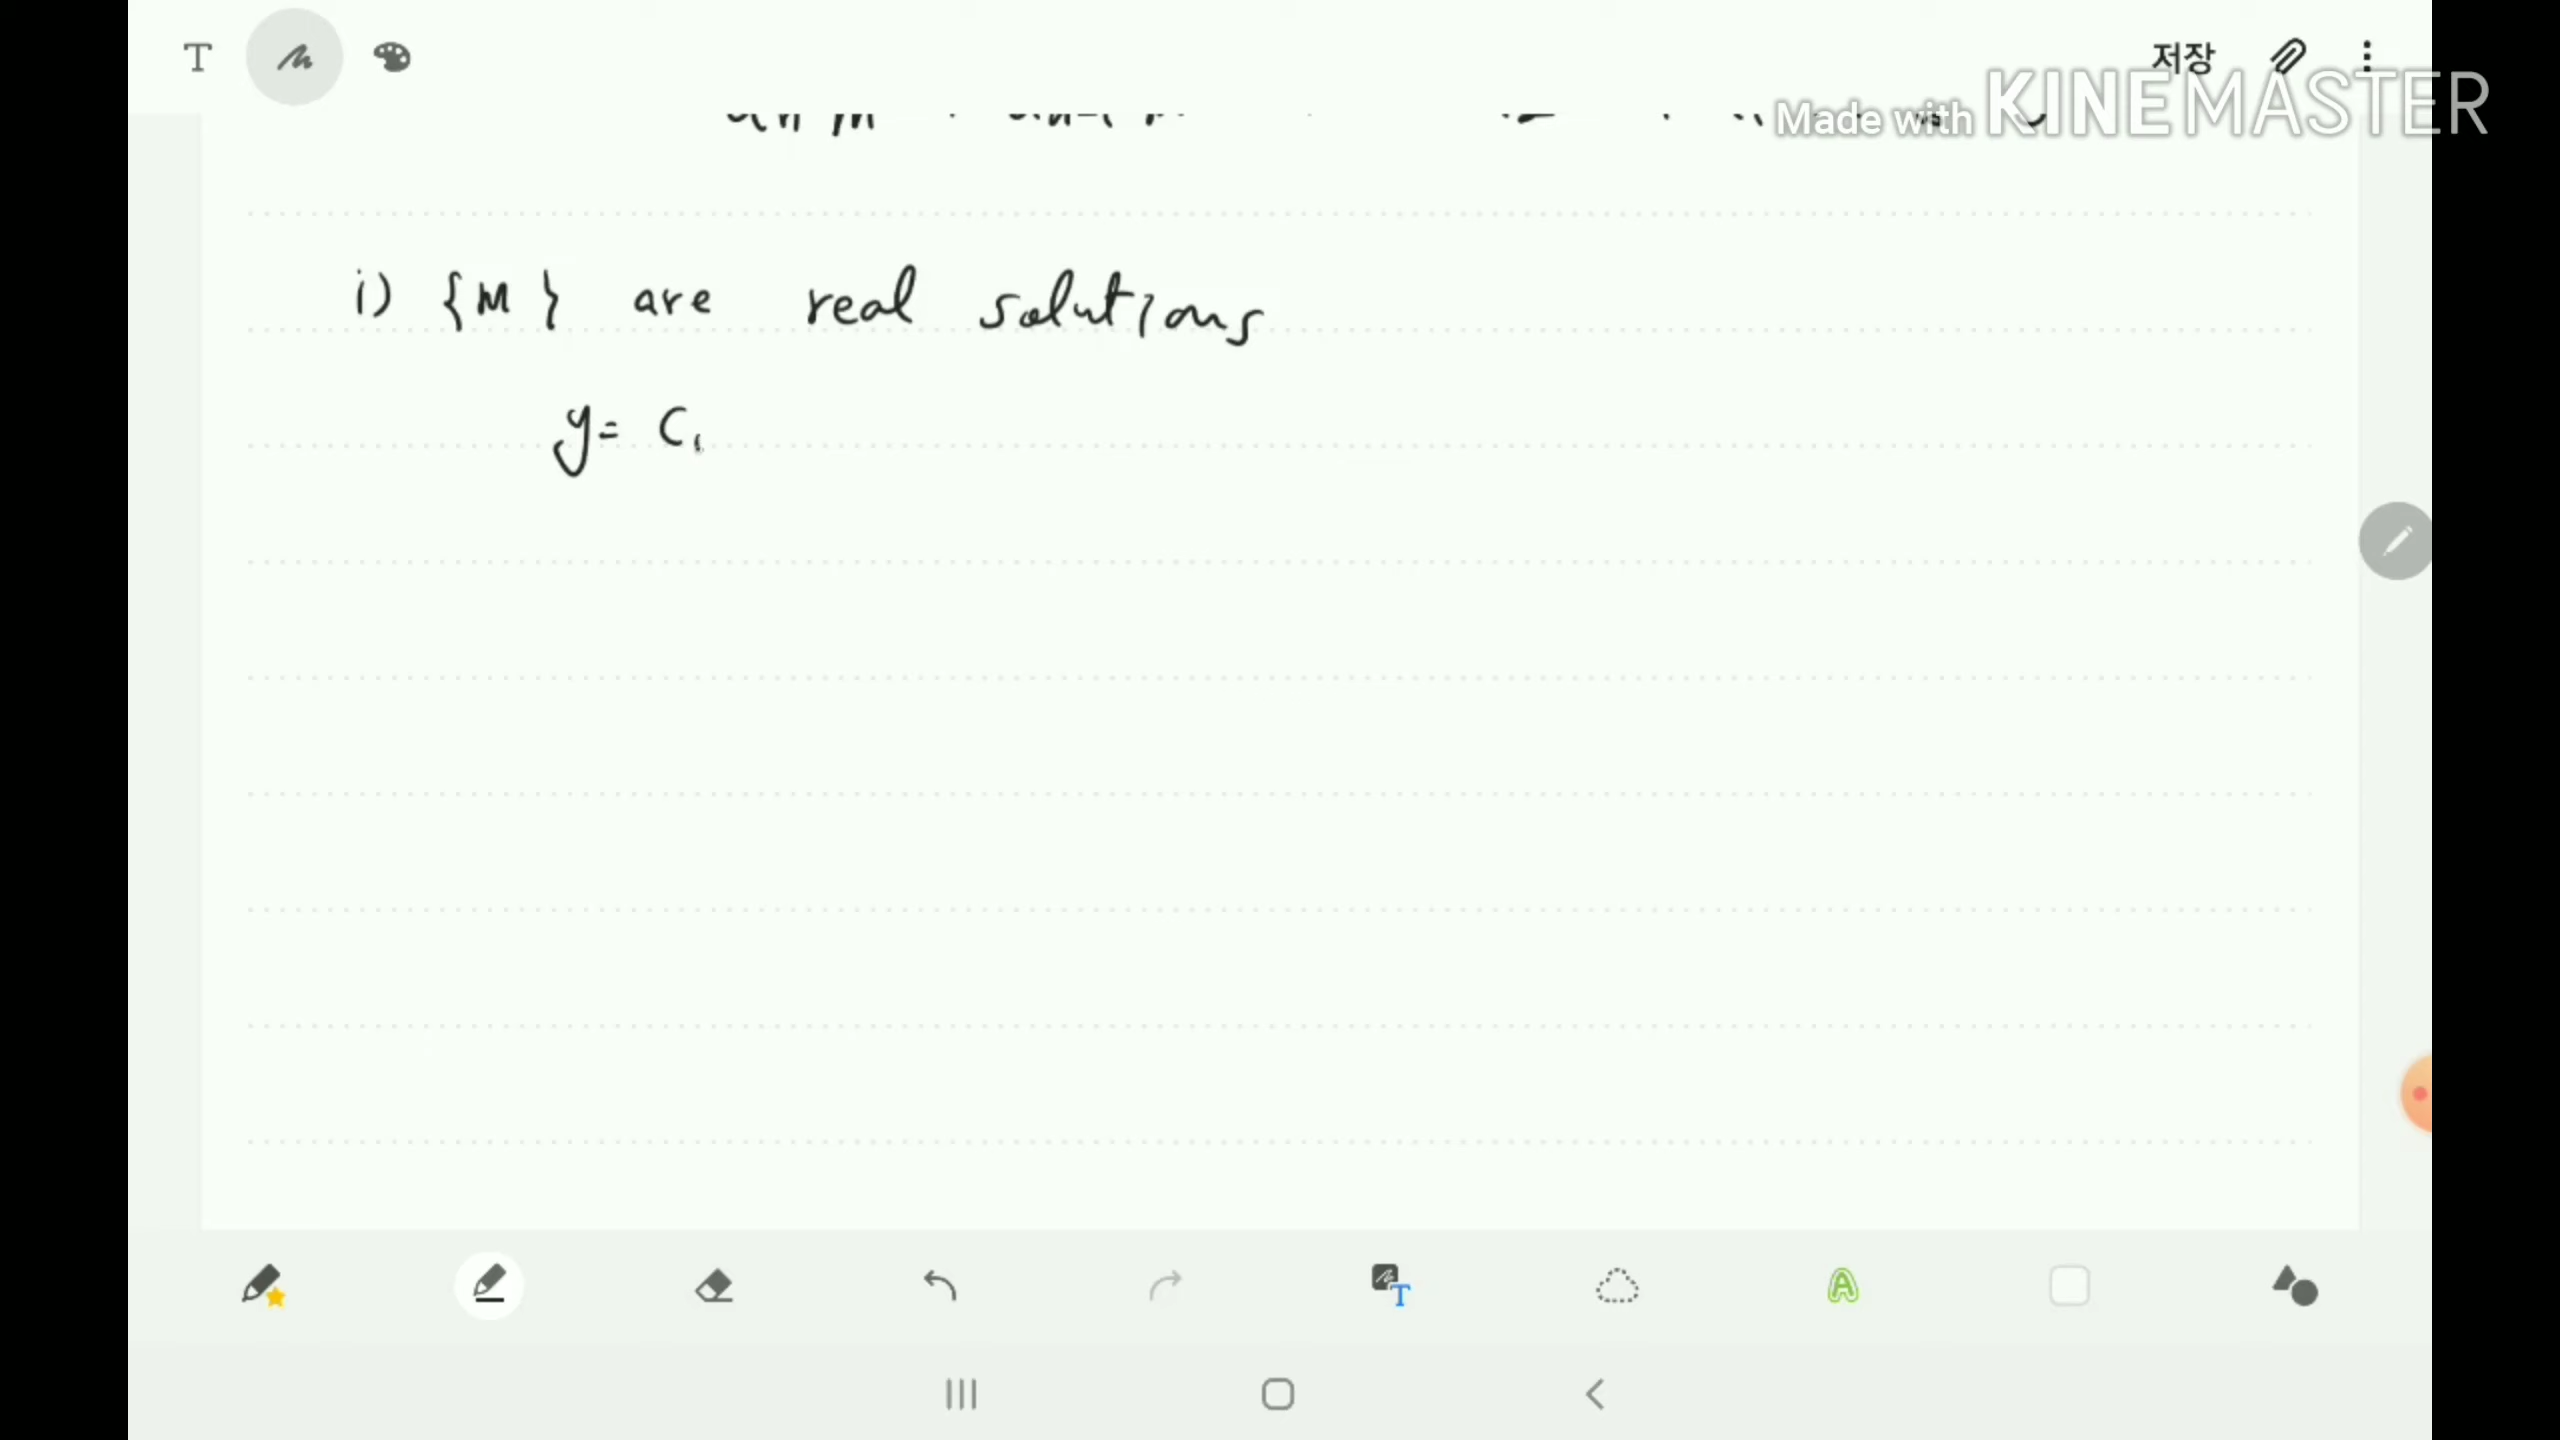 T
저장
Made with KINEMASTER
i) {m} are real solutions
y= C₁